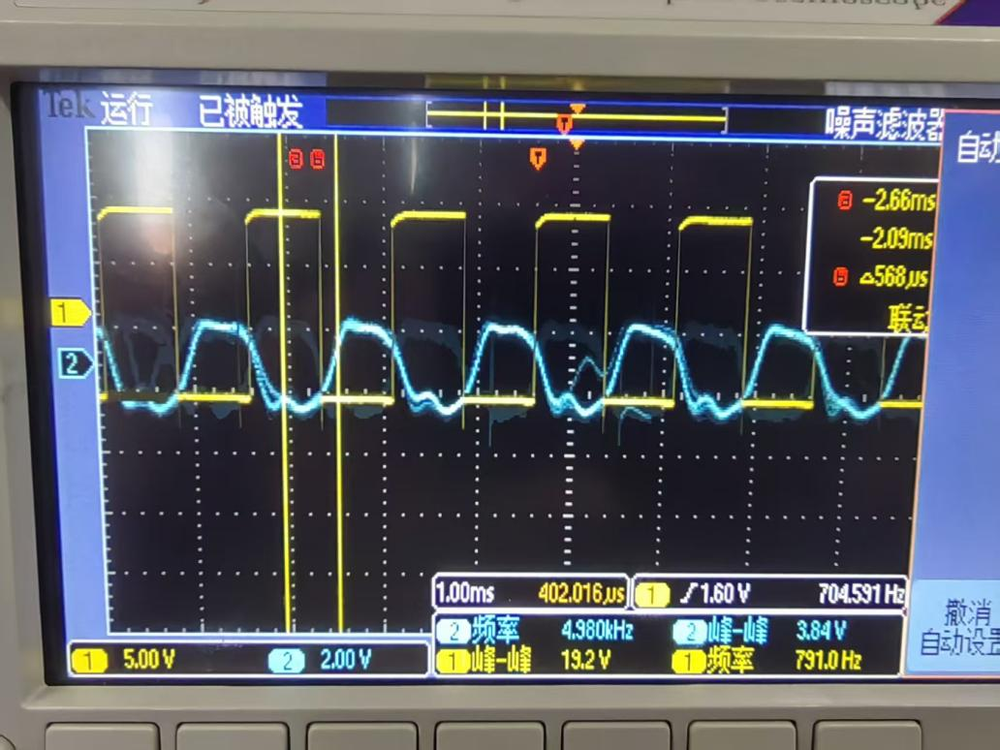 Tek 运行 已被触发 噪声滤波器
自动
a -2.66ms
-2.09ms
b △568μs
联动
1
2
1.00ms 402.016μs
1 1.60 V 704.591 Hz
2 频率 4.980kHz 2 峰-峰 3.84 V
1 峰-峰 19.2 V 1 频率 791.0 Hz
1 5.00 V 2 2.00 V
撤消
自动设置